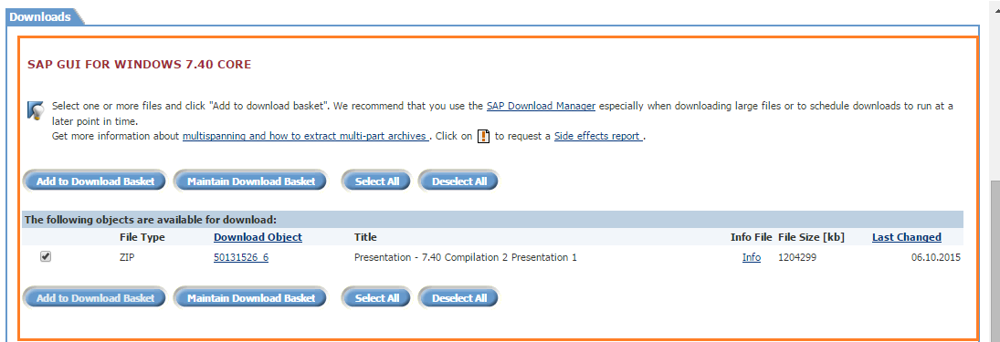 Downloads
SAP GUI FOR WINDOWS 7.40 CORE
Select one or more files and click "Add to download basket". We recommend that you use the SAP Download Manager especially when downloading large files or to schedule downloads to run at a
later point in time.
Get more information about multispanning and how to extract multi-part archives . Click on ! to request a Side effects report .
Add to Download Basket Maintain Download Basket Select All Deselect All
The following objects are available for download:
File Type Download Object Title Info File File Size [kb] Last Changed
ZIP 50131526_6 Presentation - 7.40 Compilation 2 Presentation 1 Info 1204299 06.10.2015
Add to Download Basket Maintain Download Basket Select All Deselect All